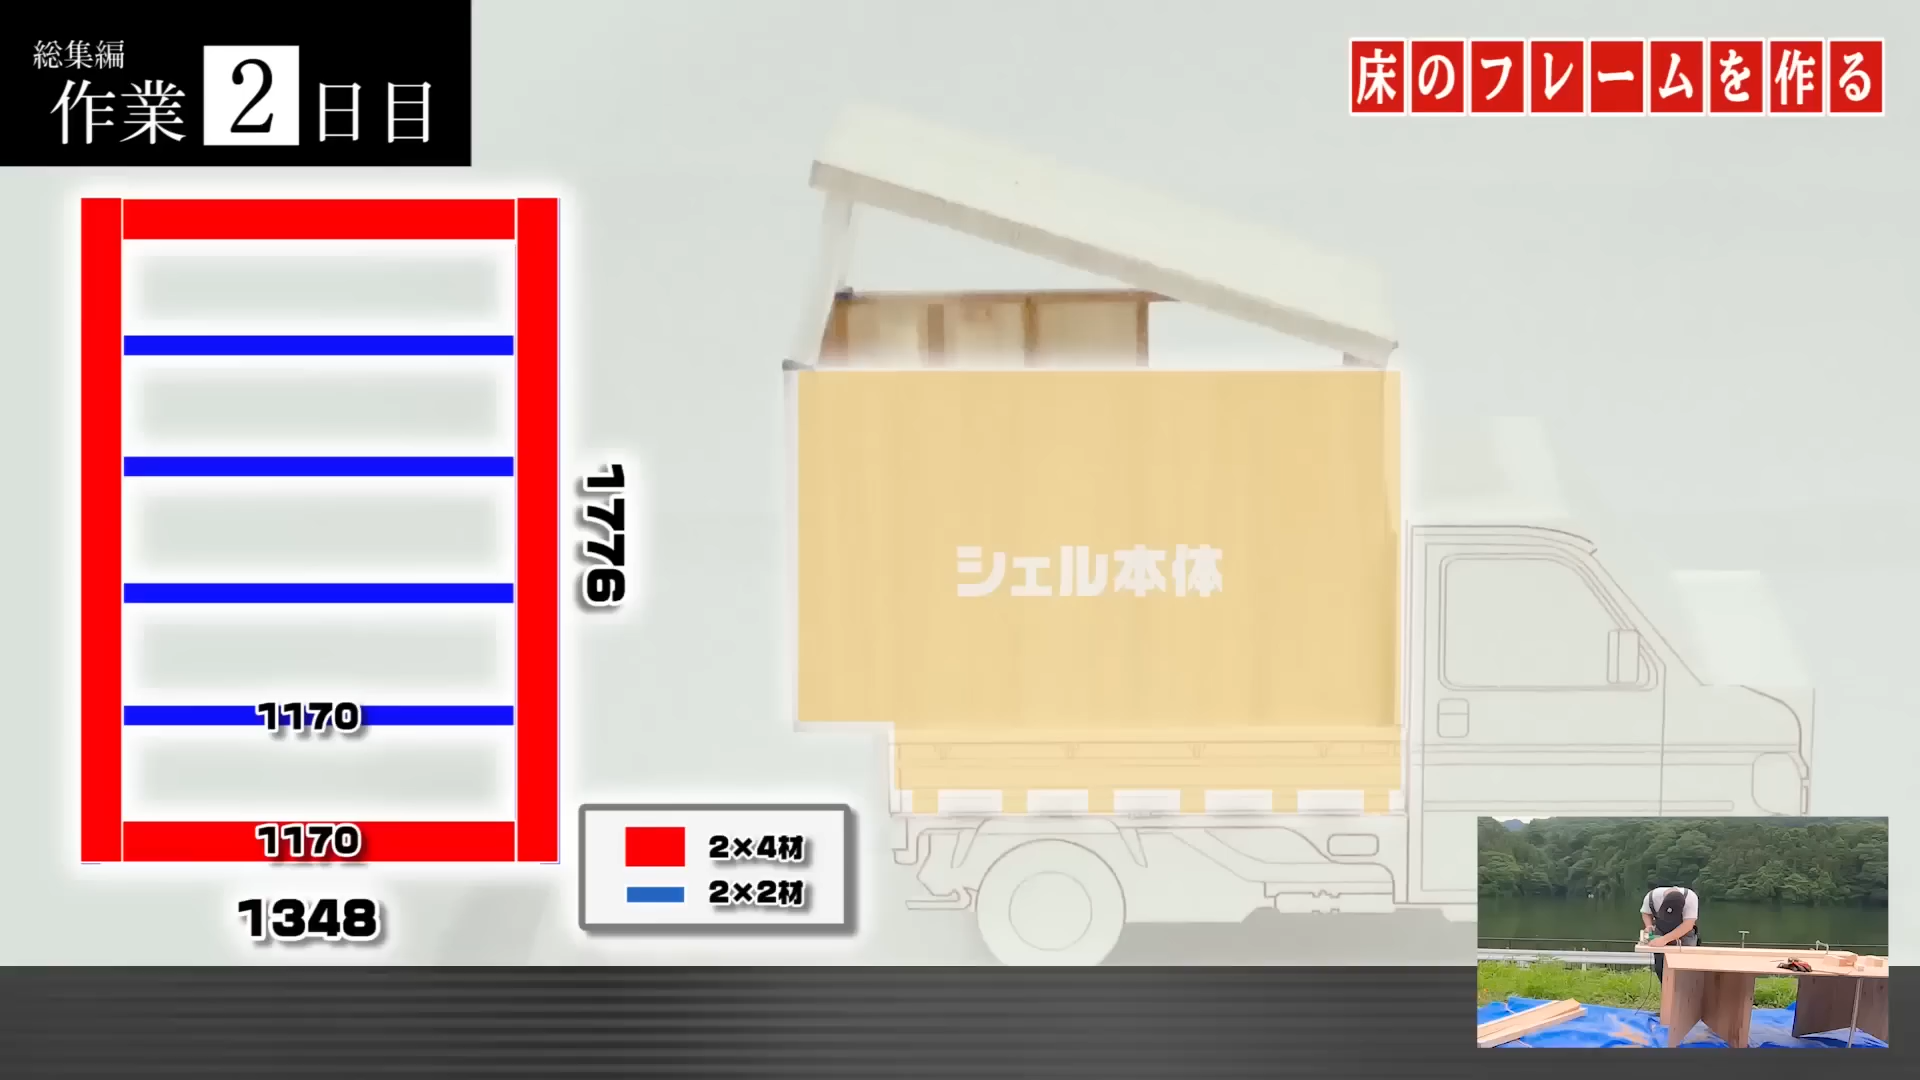 総集編
作業2日目
床のフレームを作る
1776
シェル本体
1170
1170
1348
2×4材
2×2材